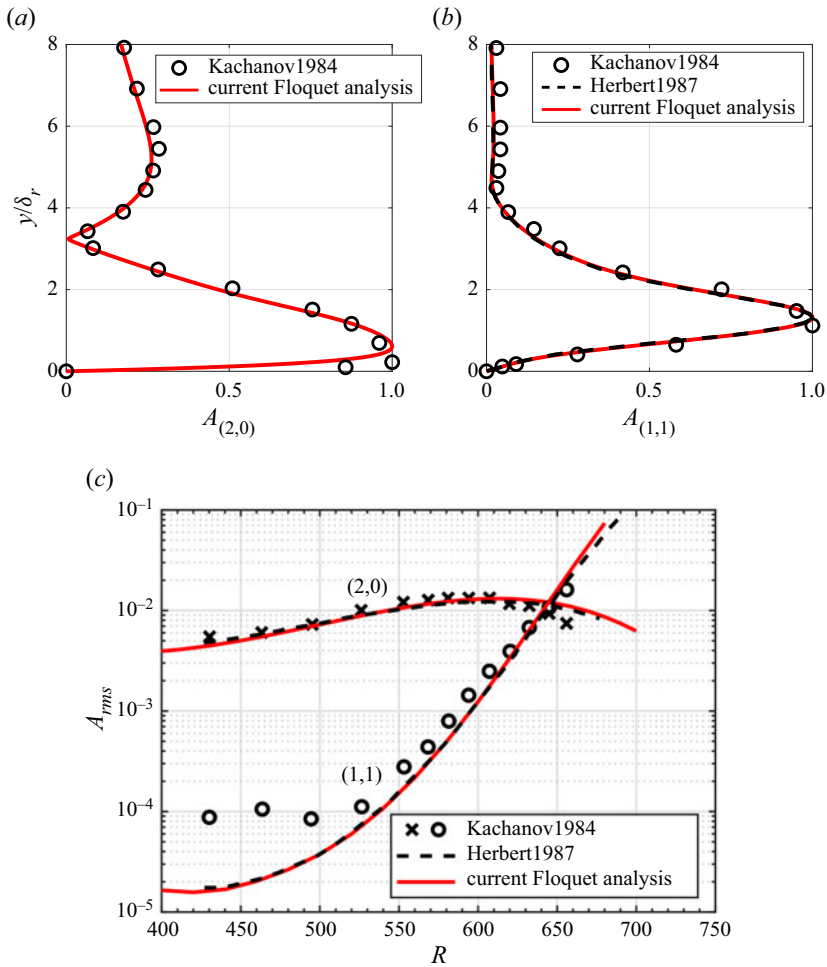 (a)
8
6
4
2
0
y/δr
0 0.5 1.0
A(2,0)
Kachanov1984
current Floquet analysis
(b)
8
6
4
2
0
0 0.5 1.0
A(1,1)
Kachanov1984
Herbert1987
current Floquet analysis
(c)
10–1
10–2
10–3
10–4
10–5
Arms
(2,0)
(1,1)
Kachanov1984
Herbert1987
current Floquet analysis
400 450 500 550 600 650 700 750
R